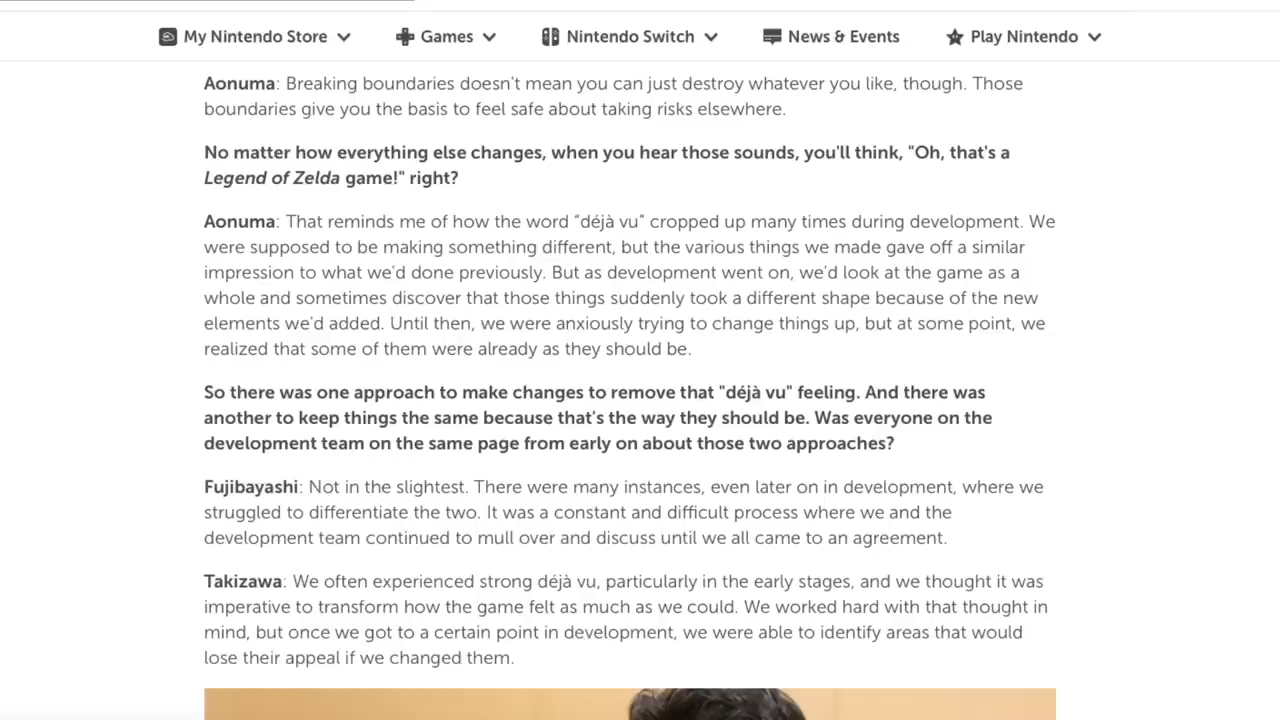 My Nintendo Store Games Nintendo Switch News & Events Play Nintendo
Aonuma: Breaking boundaries doesn't mean you can just destroy whatever you like, though. Those
boundaries give you the basis to feel safe about taking risks elsewhere.
No matter how everything else changes, when you hear those sounds, you'll think, "Oh, that's a
Legend of Zelda game!" right?
Aonuma: That reminds me of how the word “déjà vu” cropped up many times during development. We
were supposed to be making something different, but the various things we made gave off a similar
impression to what we'd done previously. But as development went on, we'd look at the game as a
whole and sometimes discover that those things suddenly took a different shape because of the new
elements we'd added. Until then, we were anxiously trying to change things up, but at some point, we
realized that some of them were already as they should be.
So there was one approach to make changes to remove that "déjà vu" feeling. And there was
another to keep things the same because that's the way they should be. Was everyone on the
development team on the same page from early on about those two approaches?
Fujibayashi: Not in the slightest. There were many instances, even later on in development, where we
struggled to differentiate the two. It was a constant and difficult process where we and the
development team continued to mull over and discuss until we all came to an agreement.
Takizawa: We often experienced strong déjà vu, particularly in the early stages, and we thought it was
imperative to transform how the game felt as much as we could. We worked hard with that thought in
mind, but once we got to a certain point in development, we were able to identify areas that would
lose their appeal if we changed them.